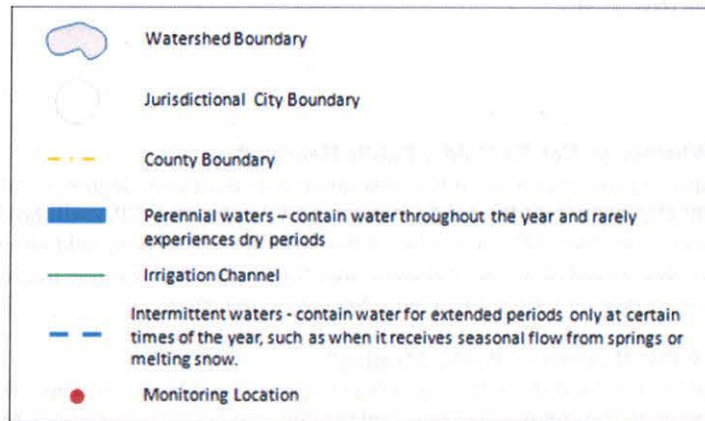 Watershed Boundary
Jurisdictional City Boundary
County Boundary
Perennial waters – contain water throughout the year and rarely
experiences dry periods
Irrigation Channel
Intermittent waters - contain water for extended periods only at certain
times of the year, such as when it receives seasonal flow from springs or
melting snow.
Monitoring Location